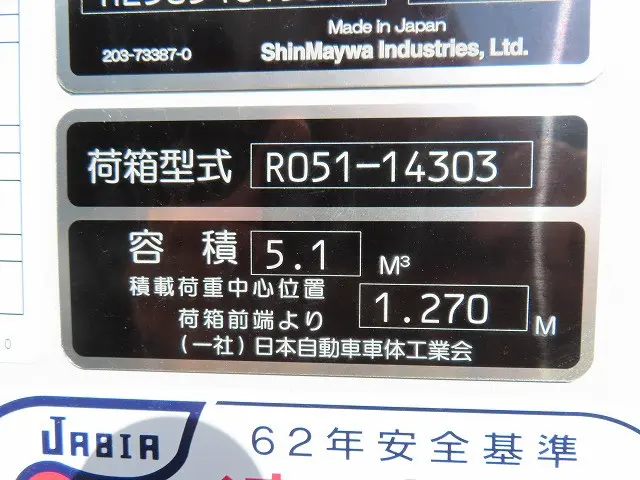 Made in Japan
203-73387-0
ShinMaywa Industries, Ltd.
荷箱型式 R051-14303
容積 5.1 M³
積載荷重中心位置
荷箱前端より 1.270 M
(一社)日本自動車車体工業会
JABIA 62年安全基準